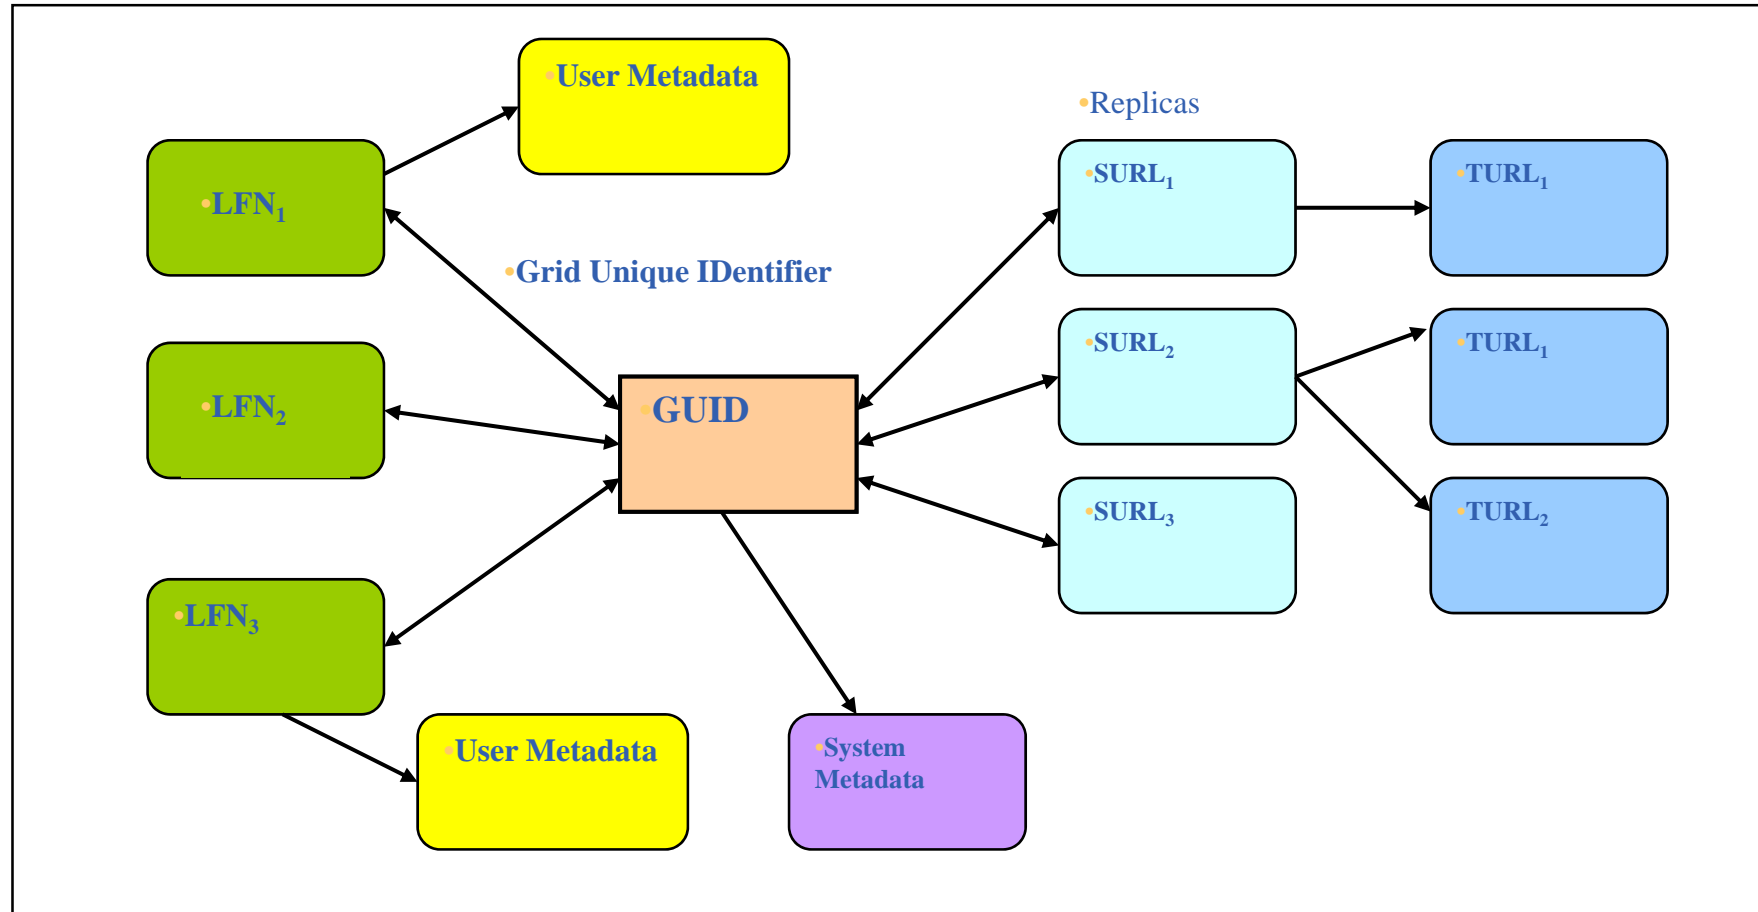 •User Metadata
•Replicas
•LFN₁
•SURL₁
•TURL₁
•Grid Unique IDentifier
•LFN₂
•GUID
•SURL₂
•TURL₁
•SURL₃
•TURL₂
•LFN₃
•User Metadata
•System
Metadata